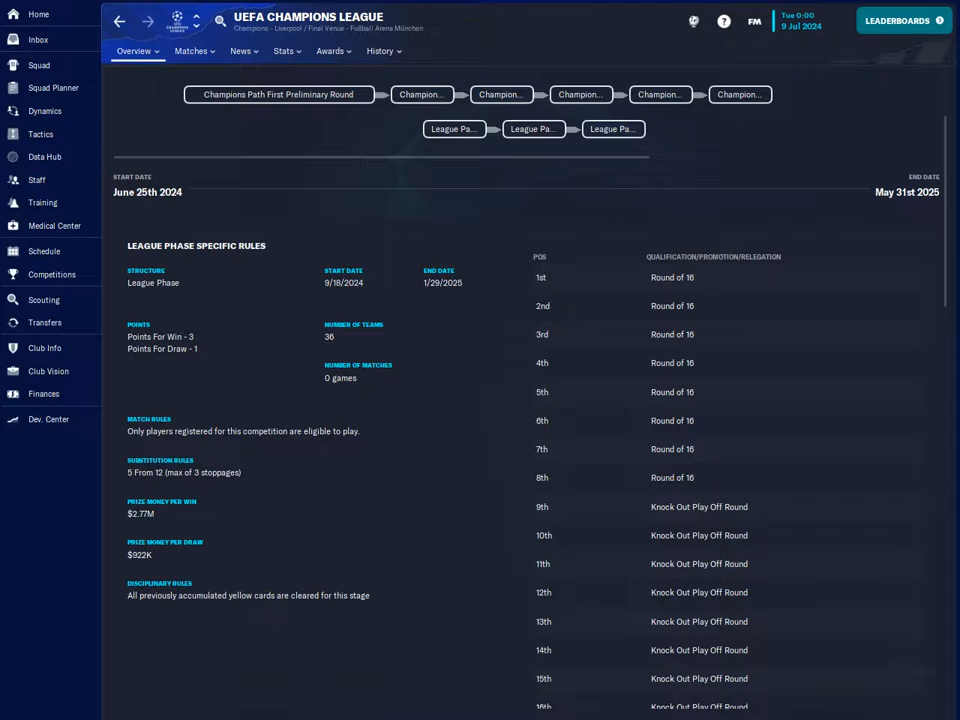 Home
Inbox
Squad
Squad Planner
Dynamics
Tactics
Data Hub
Staff
Training
Medical Center
Schedule
Competitions
Scouting
Transfers
Club Info
Club Vision
Finances
Dev. Center
UEFA CHAMPIONS LEAGUE
Champions - Liverpool / Final Venue - Fußball Arena München
FM
Tue 0:00
9 Jul 2024
LEADERBOARDS
Overview Matches News Stats Awards History
Champions Path First Preliminary Round Champion... Champion... Champion... Champion... Champion...
League Pa... League Pa... League Pa...
START DATE END DATE
June 25th 2024 May 31st 2025
LEAGUE PHASE SPECIFIC RULES
STRUCTURE START DATE END DATE
League Phase 9/18/2024 1/29/2025
POINTS NUMBER OF TEAMS
Points For Win - 3 36
Points For Draw - 1
NUMBER OF MATCHES
0 games
MATCH RULES
Only players registered for this competition are eligible to play.
SUBSTITUTION RULES
5 From 12 (max of 3 stoppages)
PRIZE MONEY PER WIN
$2.77M
PRIZE MONEY PER DRAW
$922K
DISCIPLINARY RULES
All previously accumulated yellow cards are cleared for this stage
POS QUALIFICATION/PROMOTION/RELEGATION
1st Round of 16
2nd Round of 16
3rd Round of 16
4th Round of 16
5th Round of 16
6th Round of 16
7th Round of 16
8th Round of 16
9th Knock Out Play Off Round
10th Knock Out Play Off Round
11th Knock Out Play Off Round
12th Knock Out Play Off Round
13th Knock Out Play Off Round
14th Knock Out Play Off Round
15th Knock Out Play Off Round
16th Knock Out Play Off Round